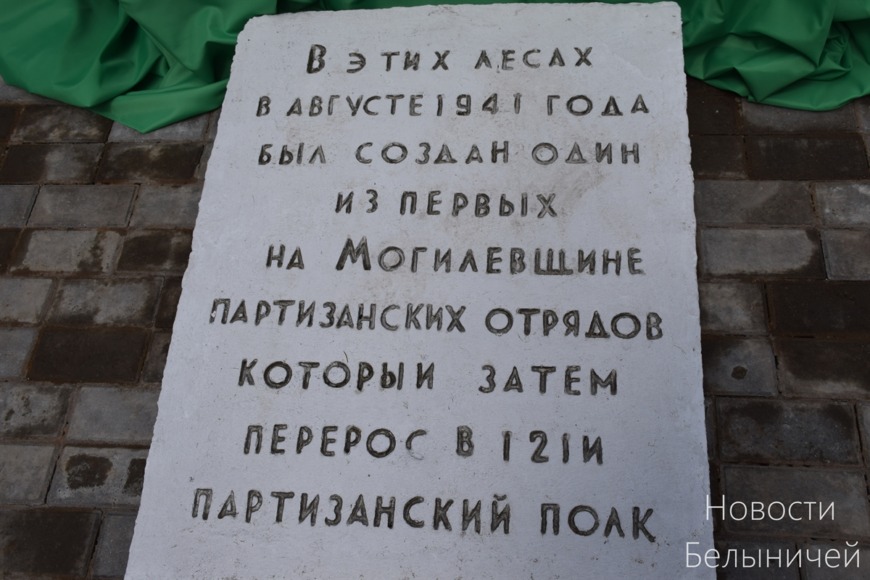 В ЭТИХ ЛЕСАХ
В АВГУСТЕ 1941 ГОДА
БЫЛ СОЗДАН ОДИН
ИЗ ПЕРВЫХ
НА МОГИЛЕВЩИНЕ
ПАРТИЗАНСКИХ ОТРЯДОВ
КОТОРЫИ ЗАТЕМ
ПЕРЕРОС В 121И
ПАРТИЗАНСКИЙ ПОЛК
Новости
Белыничей